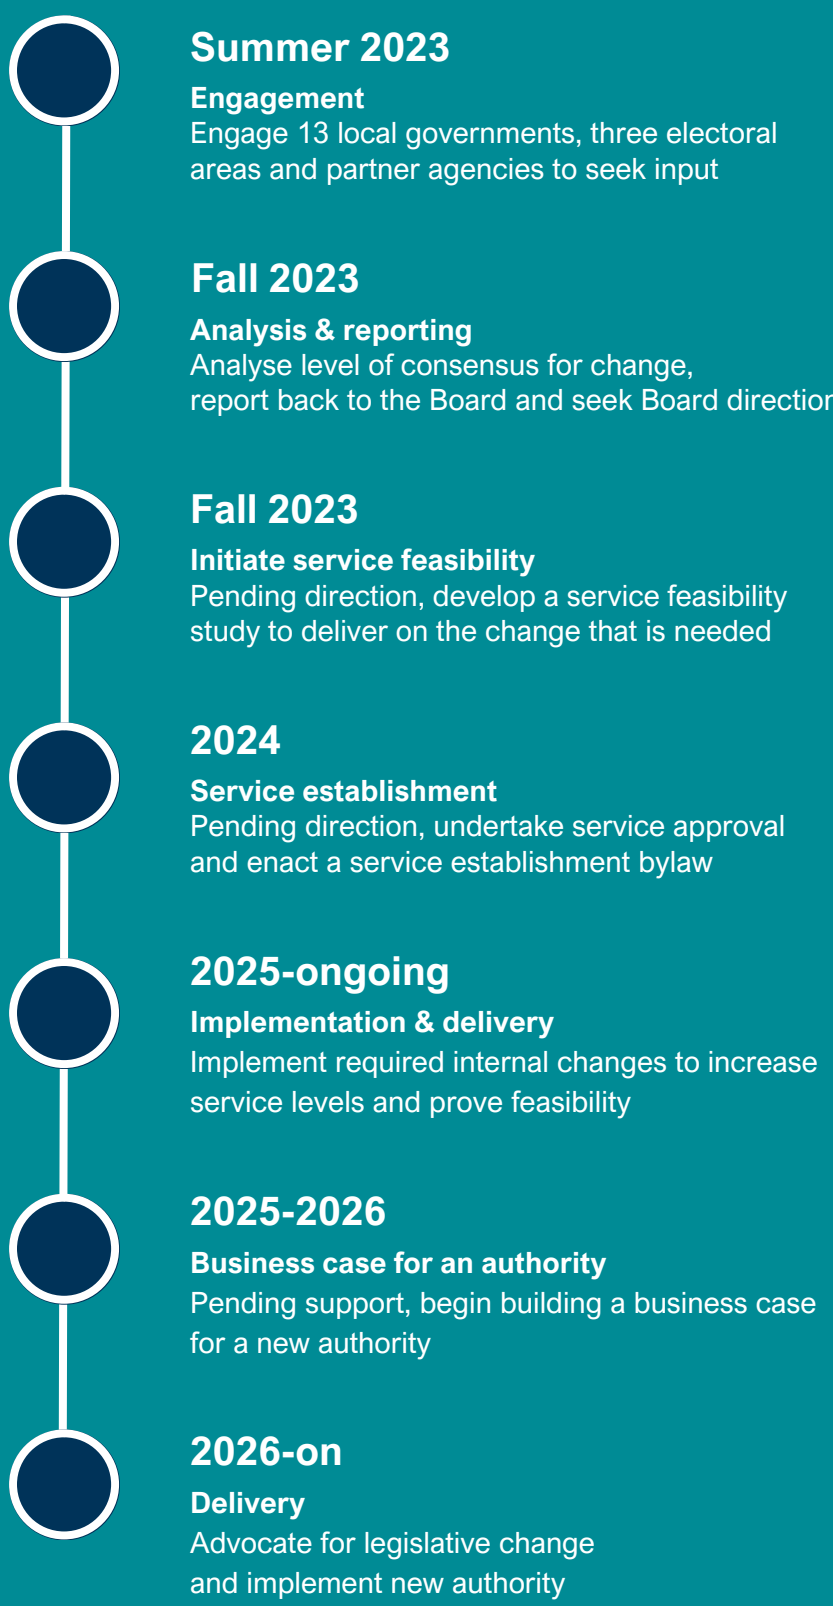 Summer 2023
Engagement
Engage 13 local governments, three electoral
areas and partner agencies to seek input
Fall 2023
Analysis & reporting
Analyse level of consensus for change,
report back to the Board and seek Board direction
Fall 2023
Initiate service feasibility
Pending direction, develop a service feasibility
study to deliver on the change that is needed
2024
Service establishment
Pending direction, undertake service approval
and enact a service establishment bylaw
2025-ongoing
Implementation & delivery
Implement required internal changes to increase
service levels and prove feasibility
2025-2026
Business case for an authority
Pending support, begin building a business case
for a new authority
2026-on
Delivery
Advocate for legislative change
and implement new authority